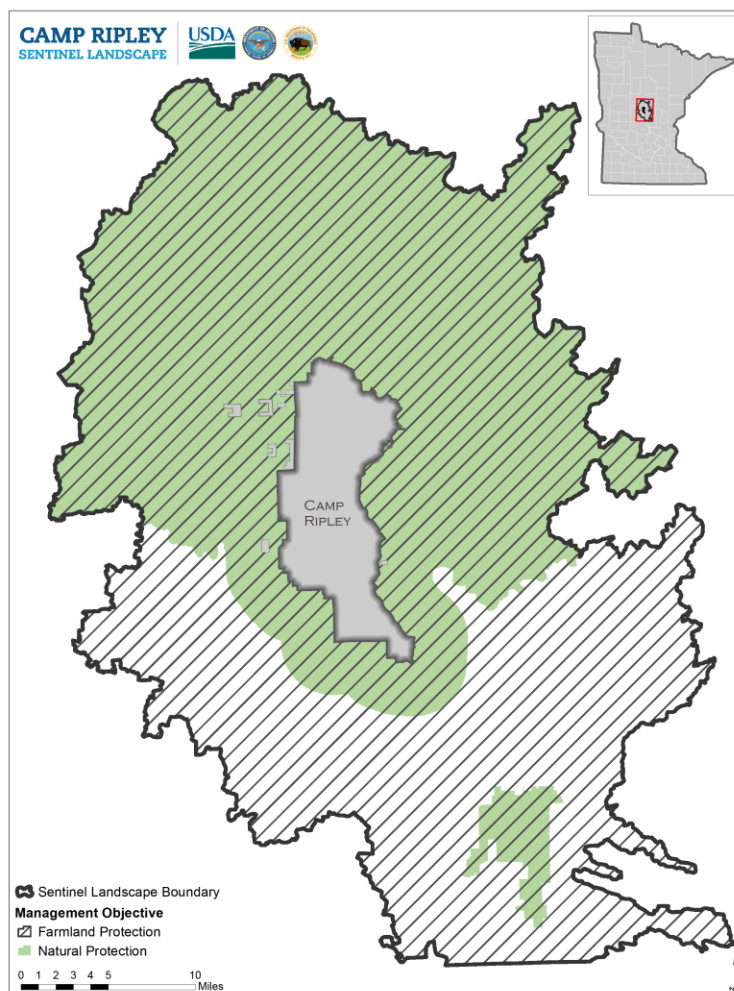 CAMP RIPLEY
SENTINEL LANDSCAPE
USDA
CAMP
RIPLEY
Sentinel Landscape Boundary
Management Objective
Farmland Protection
Natural Protection
0 1 2 3 4 5 10
Miles